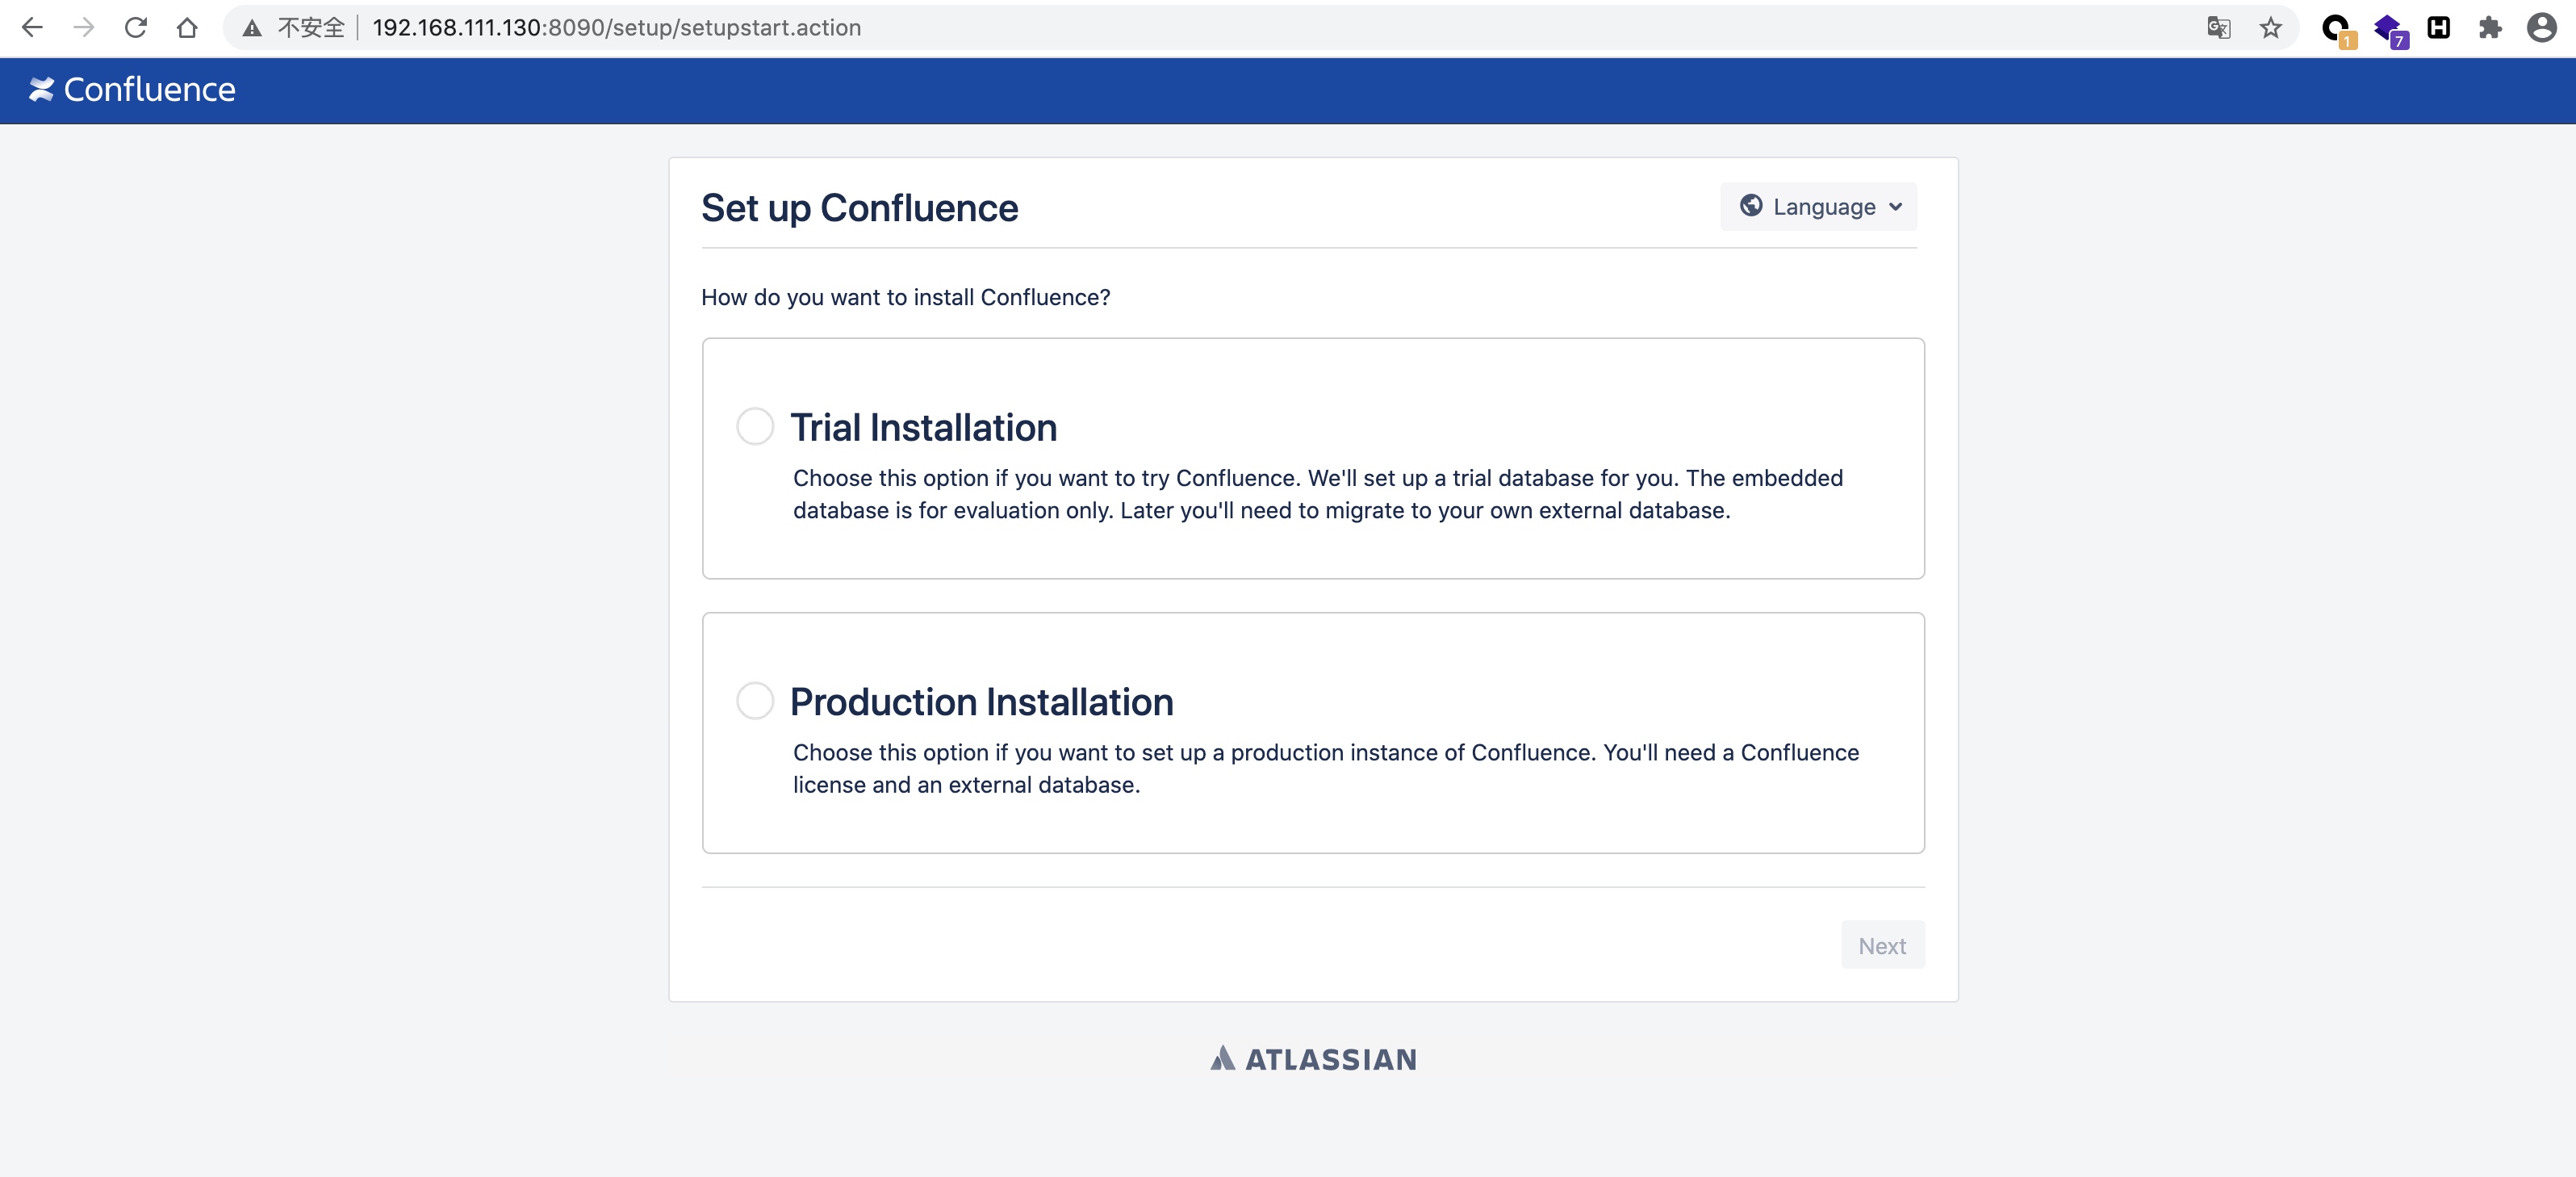 不安全 192.168.111.130:8090/setup/setupstart.action
1
7
H
Confluence
Set up Confluence
Language
How do you want to install Confluence?
Trial Installation
Choose this option if you want to try Confluence. We'll set up a trial database for you. The embedded
database is for evaluation only. Later you'll need to migrate to your own external database.
Production Installation
Choose this option if you want to set up a production instance of Confluence. You'll need a Confluence
license and an external database.
Next
ATLASSIAN